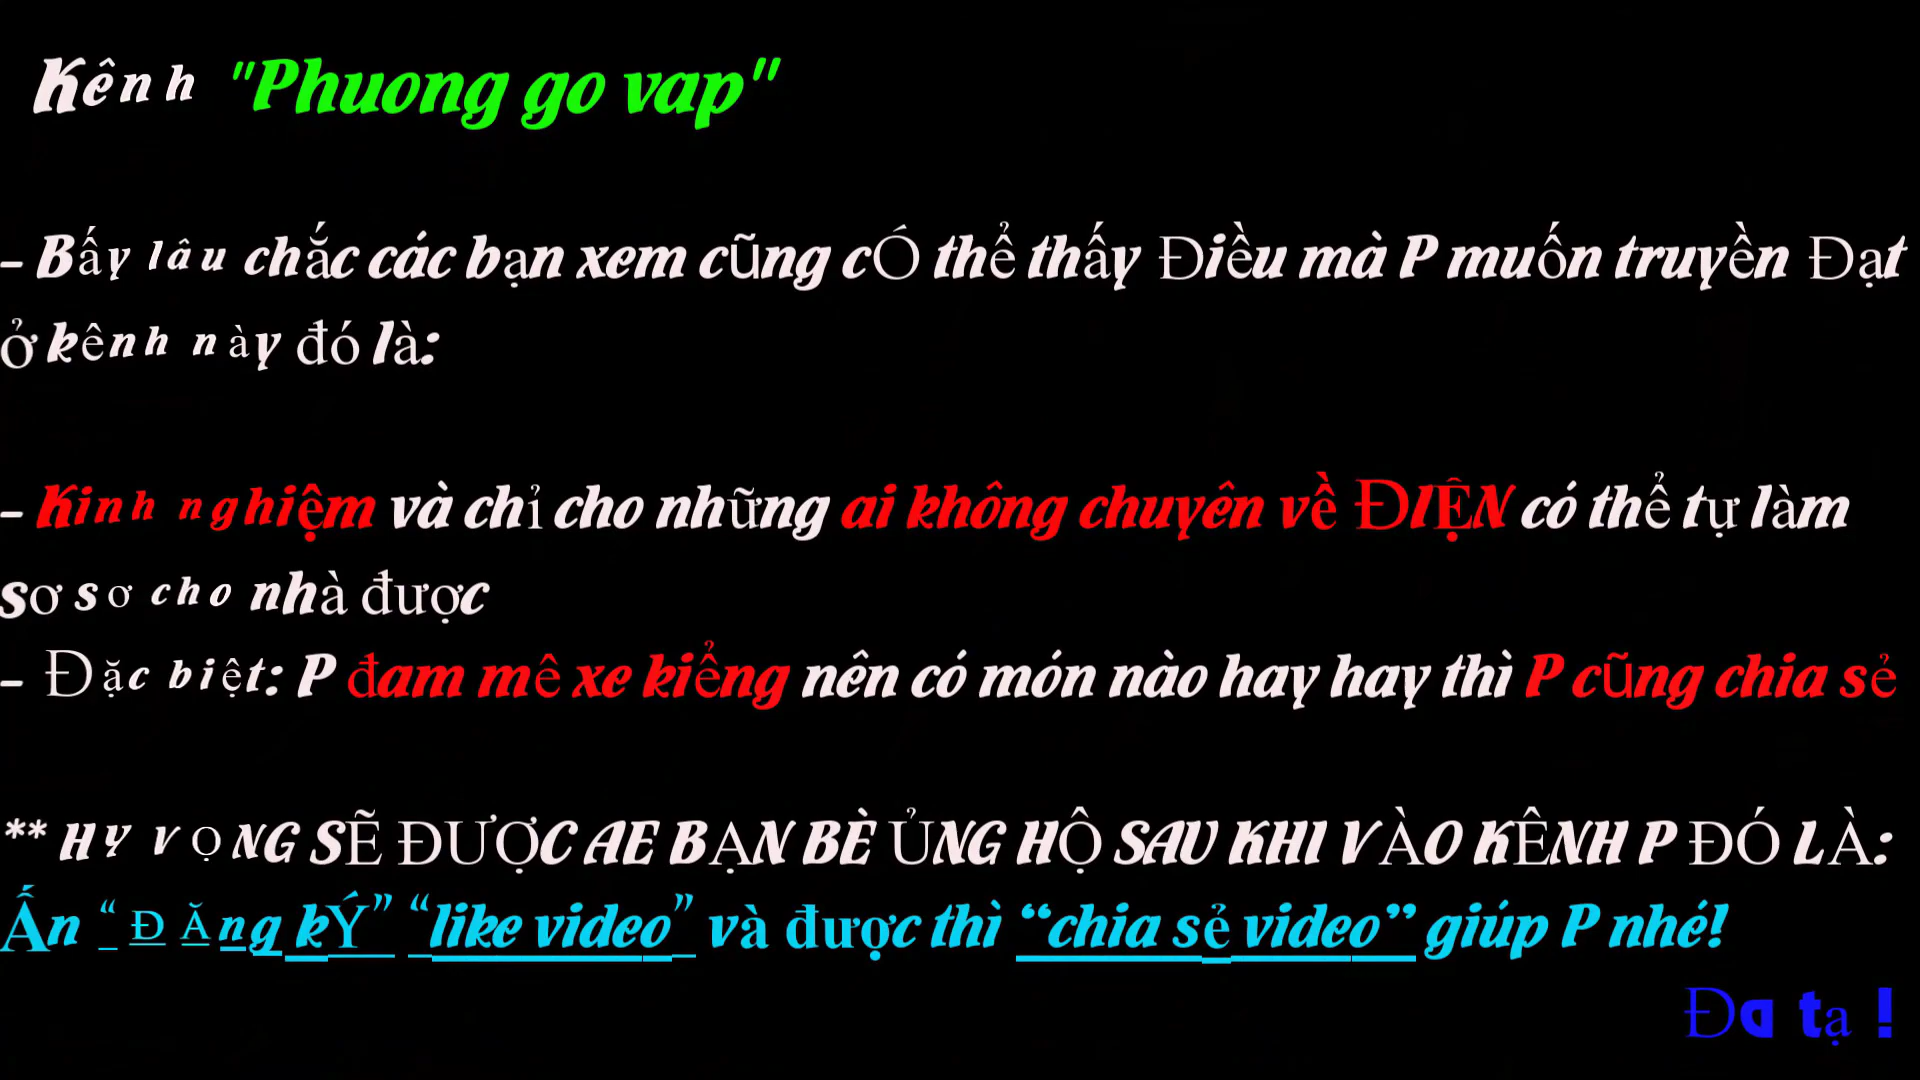 Kênh "Phuong go vap"
- Bấy lâu chắc các bạn xem cũng cÓ thể thấy Điều mà P muốn truyền Đạt
ở kênh này đó là:
- Kinh nghiệm và chỉ cho những ai không chuyên về ĐIỆN có thể tự làm
sơ sơ cho nhà được
- Đặc biệt: P đam mê xe kiểng nên có món nào hay hay thì P cũng chia sẻ
** HY VỌNG SẼ ĐƯỢC AE BẠN BÈ ỦNG HỘ SAU KHI VÀO KÊNH P ĐÓ LÀ:
Ấn “ĐĂng kÝ” “like video” và được thì “chia sẻ video” giúp P nhé!
Đa tạ !